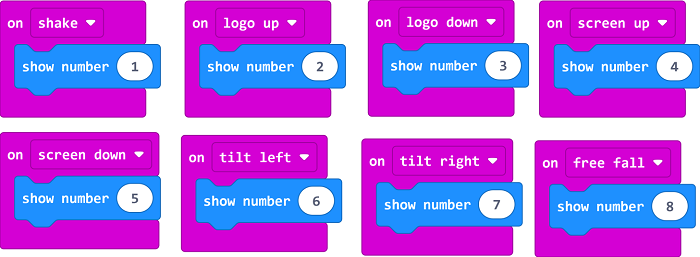 on shake
show number 1
on logo up
show number 2
on logo down
show number 3
on screen up
show number 4
on screen down
show number 5
on tilt left
show number 6
on tilt right
show number 7
on free fall
show number 8